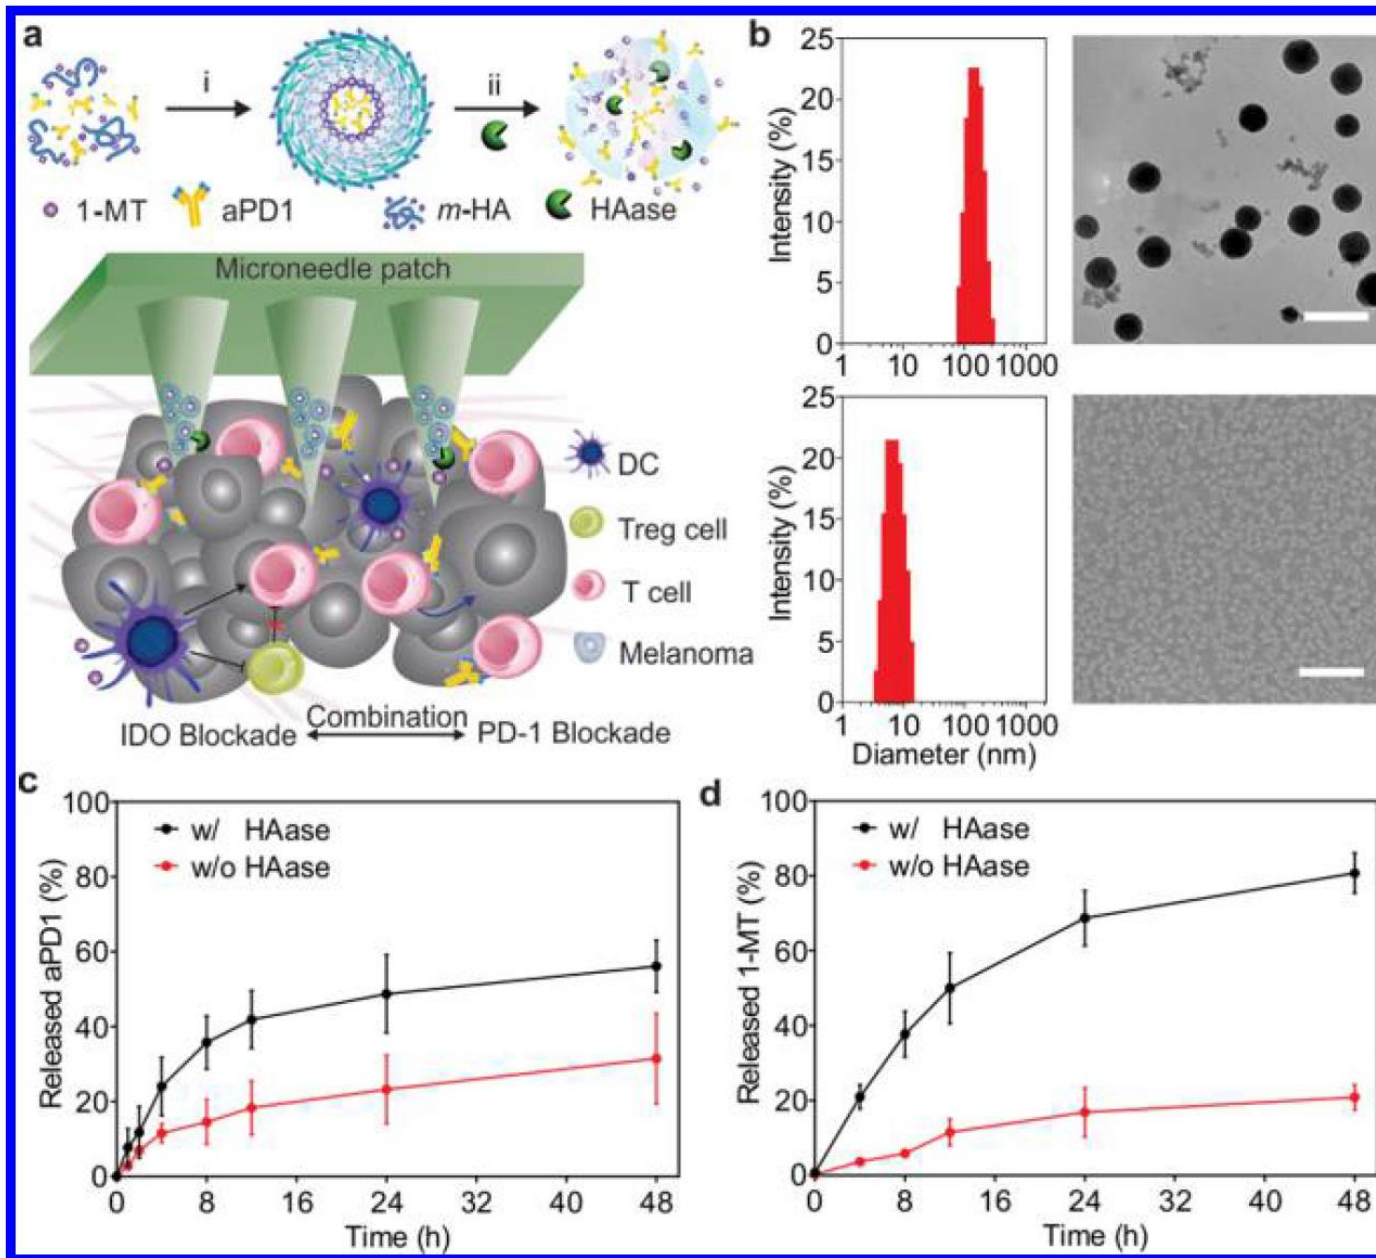 a
i
ii
1-MT
aPD1
m-HA
HAase
Microneedle patch
DC
Treg cell
T cell
Melanoma
IDO Blockade
Combination
PD-1 Blockade
b
Intensity (%)
25
20
15
10
5
0
1
10
100
1000
Intensity (%)
25
20
15
10
5
0
1
10
100
1000
Diameter (nm)
c
Released aPD1 (%)
100
80
60
40
20
0
w/ HAase
w/o HAase
0
8
16
24
32
40
48
Time (h)
d
Released 1-MT (%)
100
80
60
40
20
0
w/ HAase
w/o HAase
0
8
16
24
32
40
48
Time (h)